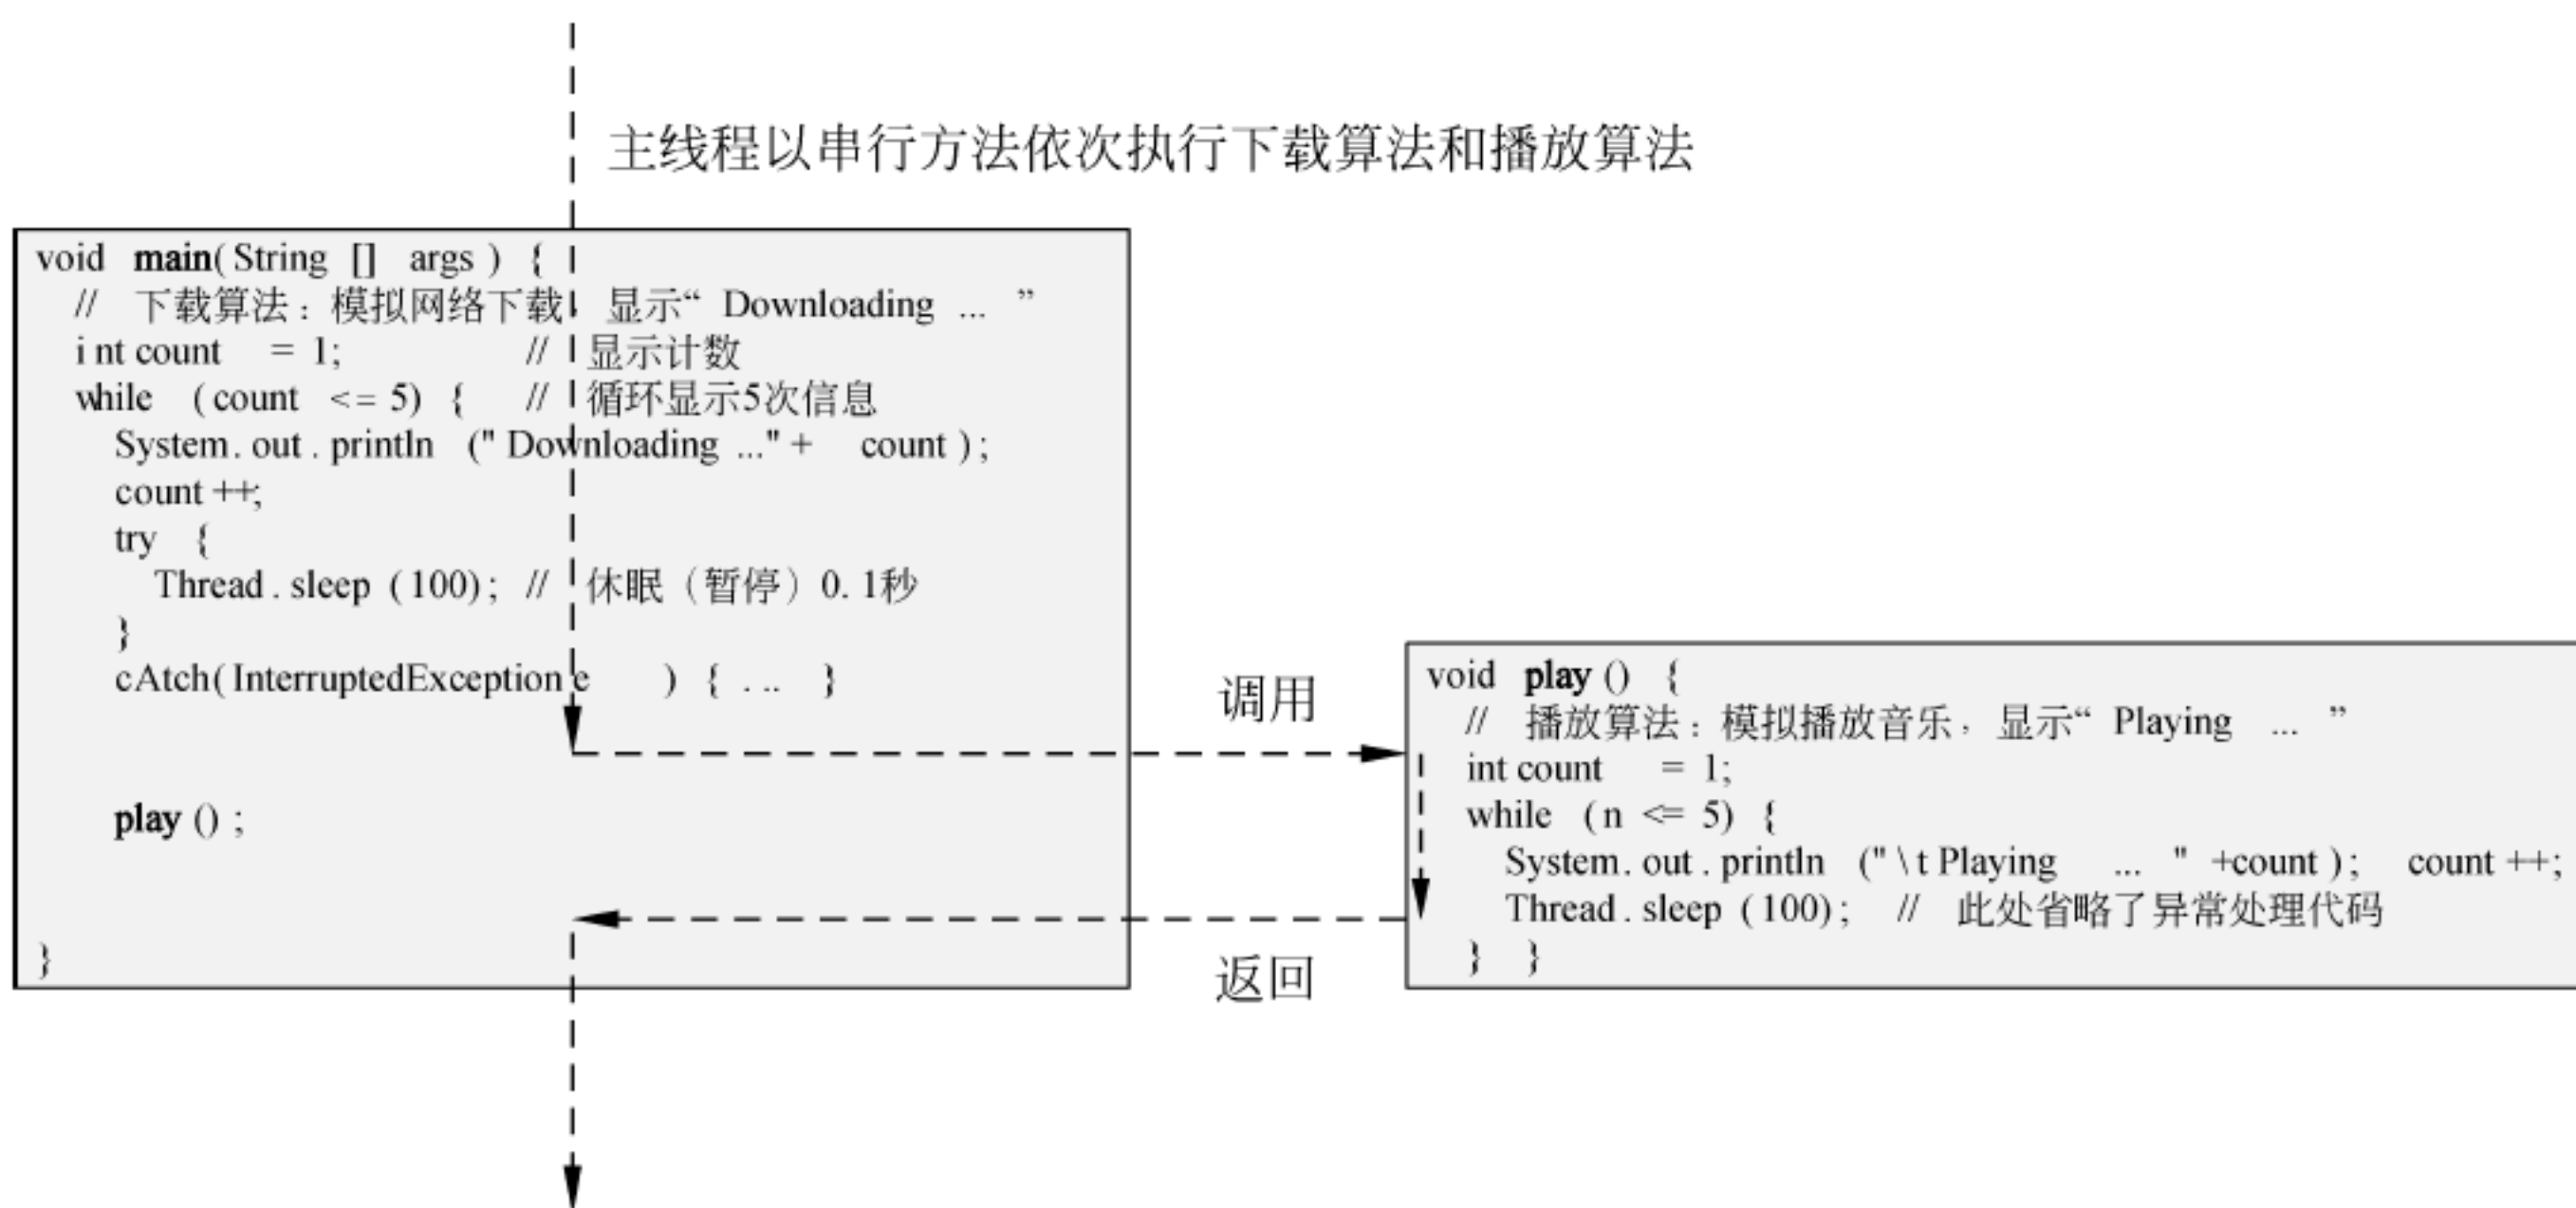 主线程以串行方法依次执行下载算法和播放算法
void main(String [] args) {
// 下载算法：模拟网络下载，显示“ Downloading ... ”
int count = 1; // 显示计数
while (count <= 5) { // 循环显示5次信息
System.out.println (" Downloading ..." + count);
count ++;
try {
Thread.sleep (100); // 休眠（暂停）0.1秒
}
cAtch(InterruptedException e ) { ... }
play () ;
}
调用
返回
void play () {
// 播放算法：模拟播放音乐，显示“ Playing ... ”
int count = 1;
while (n <= 5) {
System.out.println ("\t Playing ... " +count); count ++;
Thread.sleep (100); // 此处省略了异常处理代码
} }